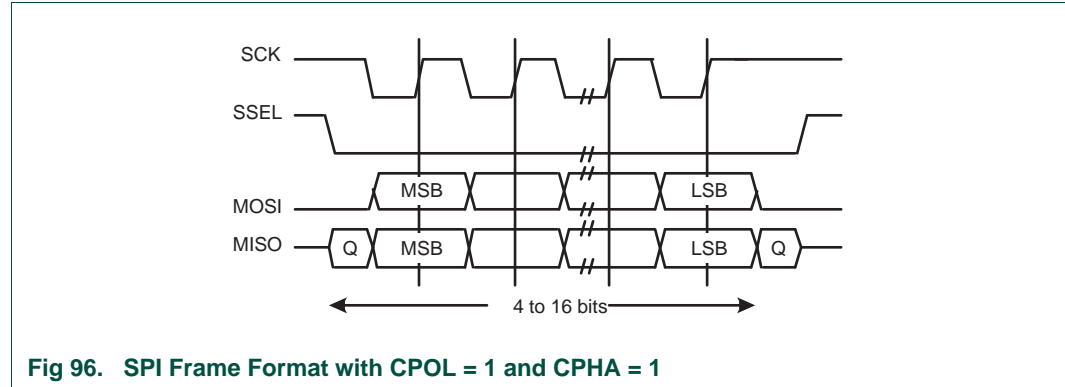 SCK
SSEL
MOSI MSB LSB
MISO Q MSB LSB Q
4 to 16 bits
Fig 96. SPI Frame Format with CPOL = 1 and CPHA = 1